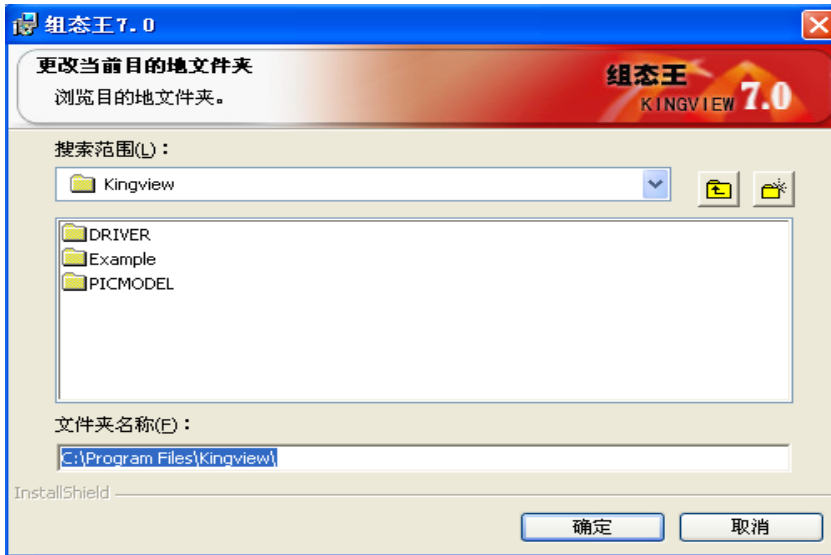 组态王7.0
更改当前目的地文件夹
浏览目的地文件夹。
组态王
KINGVIEW 7.0
搜索范围(L)：
Kingview
DRIVER
Example
PICMODEL
文件夹名称(F)：
C:\Program Files\Kingview\
InstallShield
确定 取消